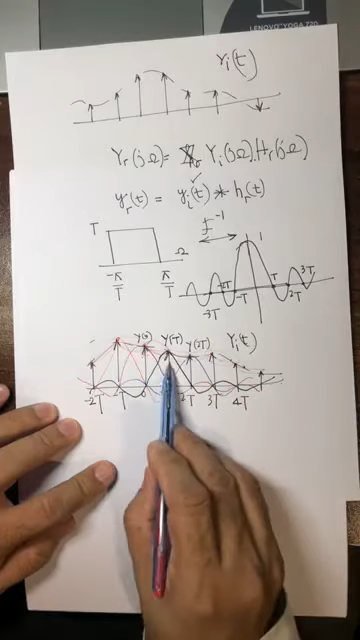 LENOVO YOGA 720
Yi(t)
Yr(jΩ) = Yi(jΩ).Hr(jΩ)
yr(t) = yi(t) * hr(t)
T
Ω
-π/T
π/T
F⁻¹
1
-3T
-2T
-T
T
2T
3T
y(0)
y(T)
y(2T)
Yi(t)
-2T
-T
0
2T
3T
4T